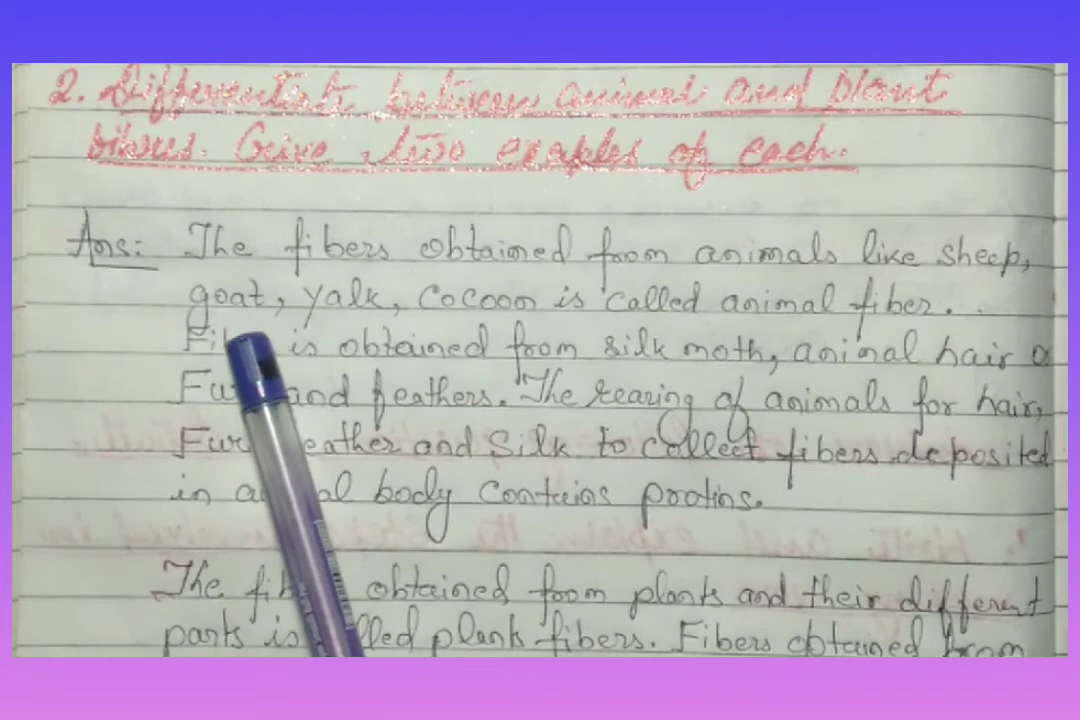 2. Differentiate between animal and plant
fibres. Give two exaples of each.
Ans: The fibers obtained from animals like sheep,
goat, yalk, cocoon is called animal fiber.
is obtained from silk moth, animal hair
and feathers. The rearing of animals for hair,
Fur and Silk to collect fibers deposited
in body contains protins.
The obtained from plants and their different
parts is plank fibers. Fibers obtained from